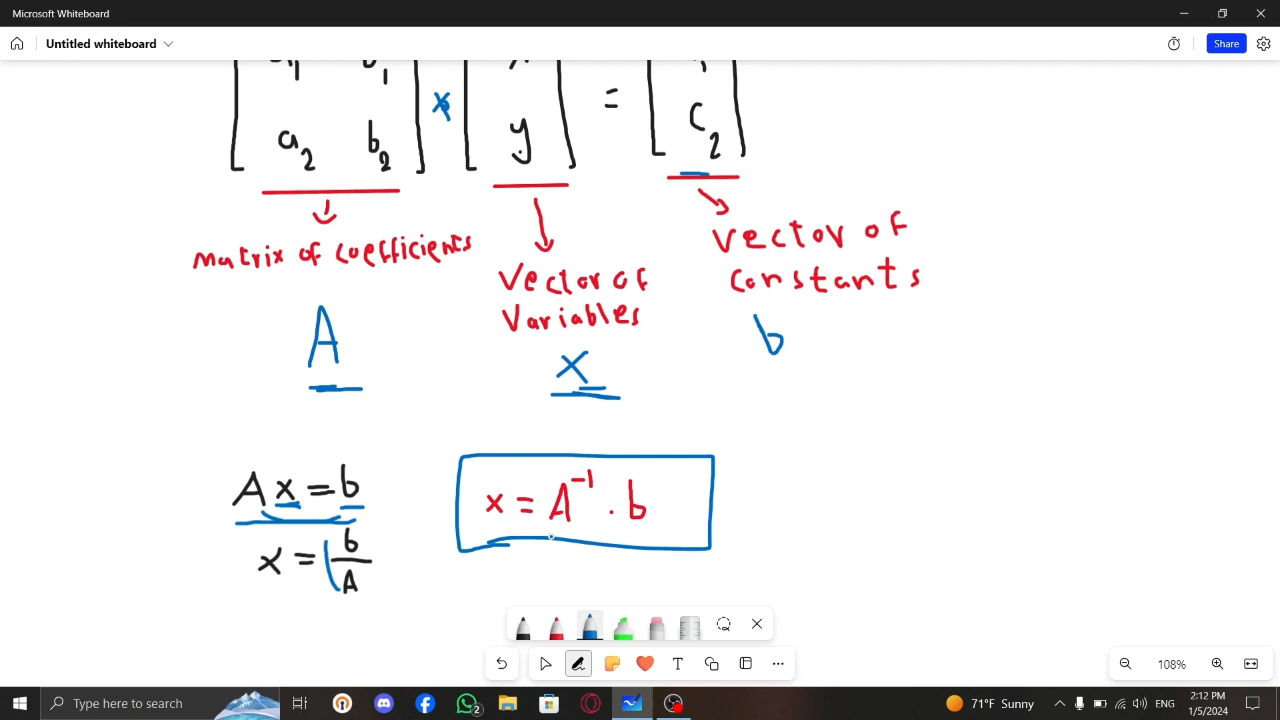 Microsoft Whiteboard
Untitled whiteboard
Share
a₂ b₂ × y = c₂
matrix of coefficients
Vector of
Variables
Vector of
constants
A
x
b
Ax = b
x = b/A
x = A⁻¹ . b
T
108%
Type here to search
2
71°F Sunny
ENG
2:12 PM
1/5/2024